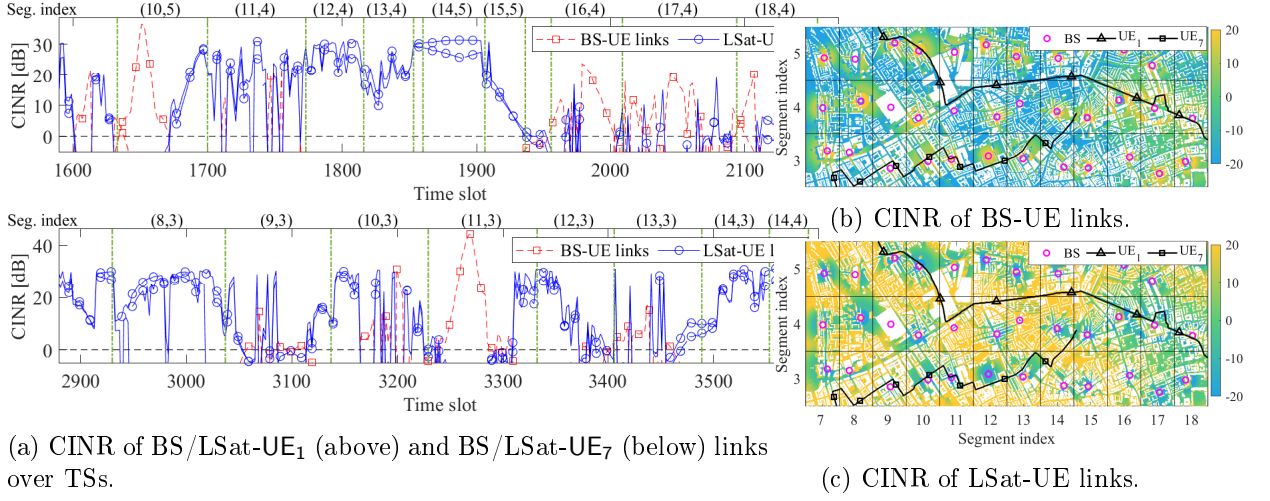 Seg. index (10,5) (11,4) (12,4) (13,4) (14,5) (15,5) (16,4) (17,4) (18,4)
BS-UE links LSat-U
CINR [dB]
30
20
10
0
1600 1700 1800 1900 2000 2100
Time slot
Seg. index (8,3) (9,3) (10,3) (11,3) (12,3) (13,3) (14,3) (14,4)
BS-UE links LSat-UE l
CINR [dB]
40
20
0
2900 3000 3100 3200 3300 3400 3500
Time slot
(a) CINR of BS/LSat-UE1 (above) and BS/LSat-UE7 (below) links
over TSs.
BS UE1 UE7
Segment index
5
4
3
20
10
0
-10
-20
(b) CINR of BS-UE links.
BS UE1 UE7
Segment index
5
4
3
7 8 9 10 11 12 13 14 15 16 17 18
Segment index
20
10
0
-10
-20
(c) CINR of LSat-UE links.